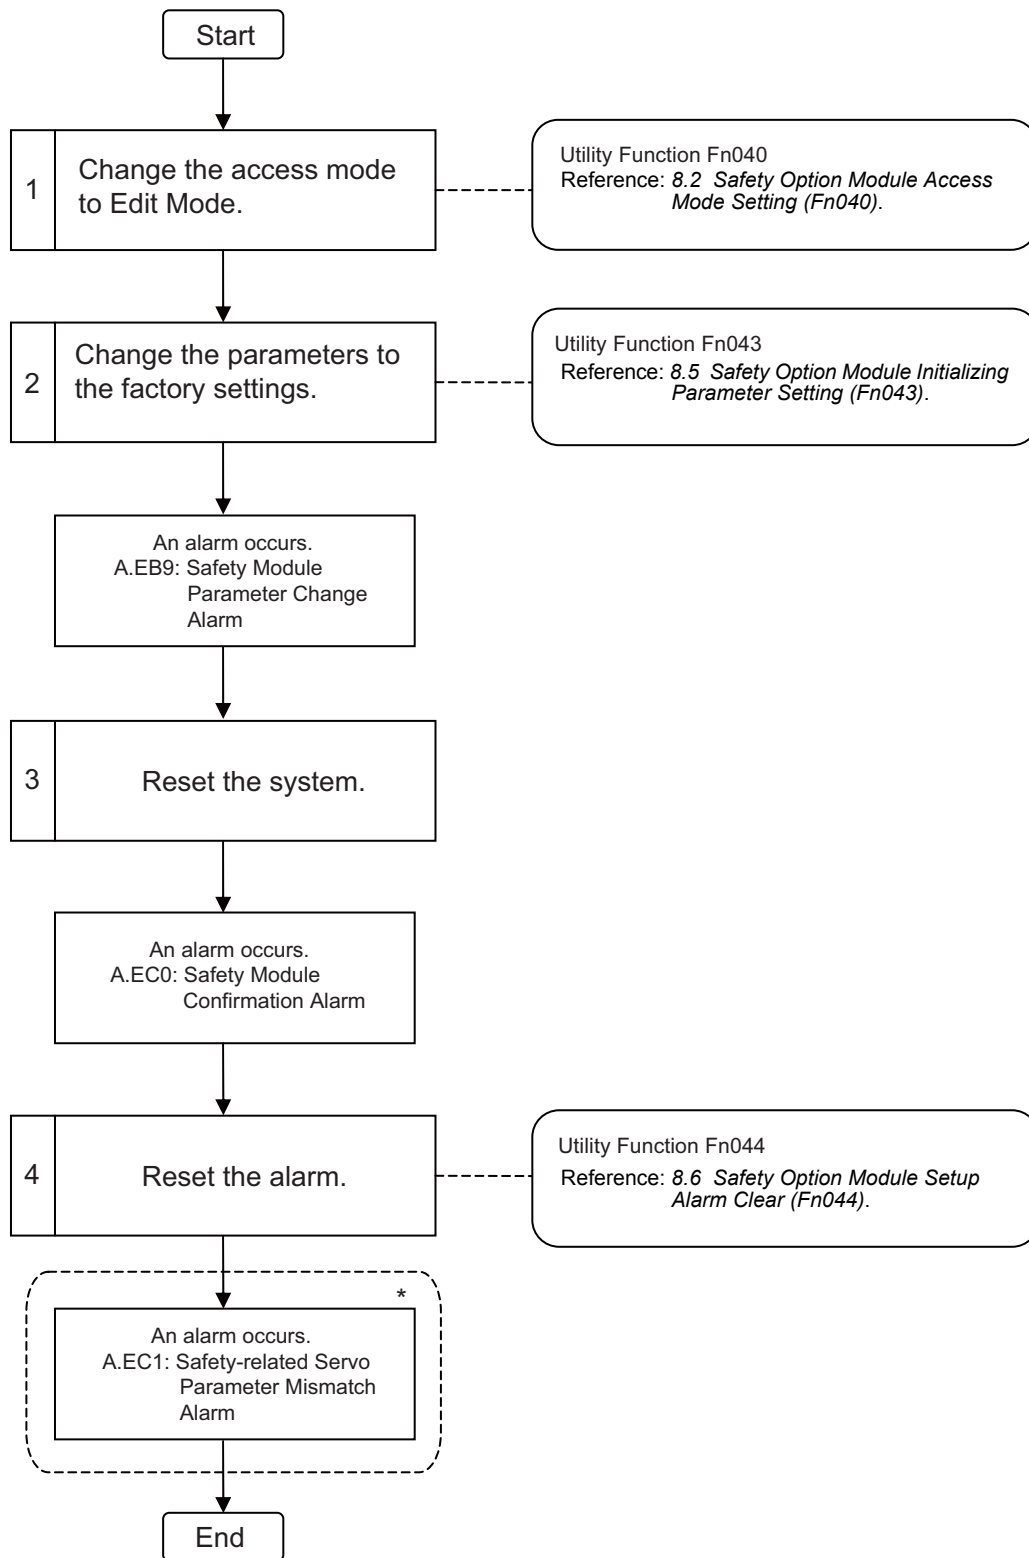 Start
1
Change the access mode
to Edit Mode.
Utility Function Fn040
Reference: 8.2 Safety Option Module Access
Mode Setting (Fn040).
2
Change the parameters to
the factory settings.
Utility Function Fn043
Reference: 8.5 Safety Option Module Initializing
Parameter Setting (Fn043).
An alarm occurs.
A.EB9: Safety Module
Parameter Change
Alarm
3
Reset the system.
An alarm occurs.
A.EC0: Safety Module
Confirmation Alarm
4
Reset the alarm.
Utility Function Fn044
Reference: 8.6 Safety Option Module Setup
Alarm Clear (Fn044).
*
An alarm occurs.
A.EC1: Safety-related Servo
Parameter Mismatch
Alarm
End